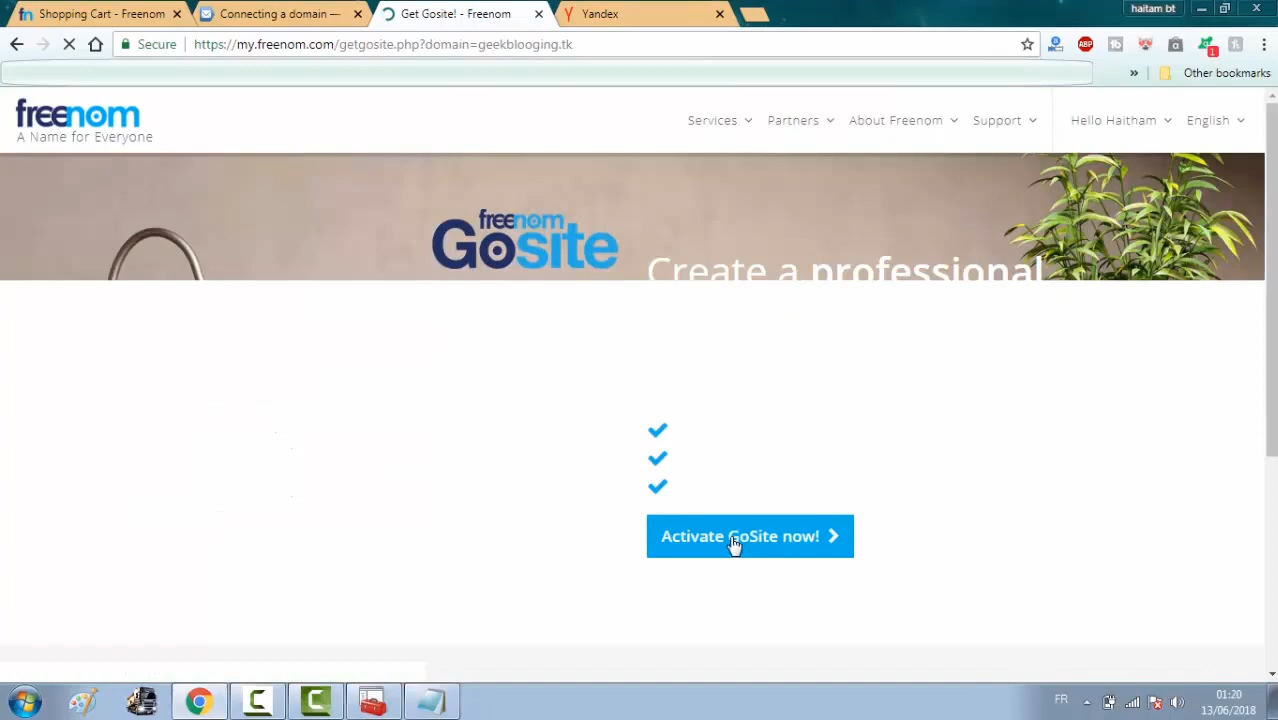 Shopping Cart - Freenom
Connecting a domain —
Get Gosite! - Freenom
Yandex
haitam bt
Secure
https://my.freenom.com/getgosite.php?domain=geekblooging.tk
Other bookmarks
freenom
A Name for Everyone
Services
Partners
About Freenom
Support
Hello Haitham
English
freenom
Gosite
Create a professional
Activate GoSite now!
FR
01:20
13/06/2018